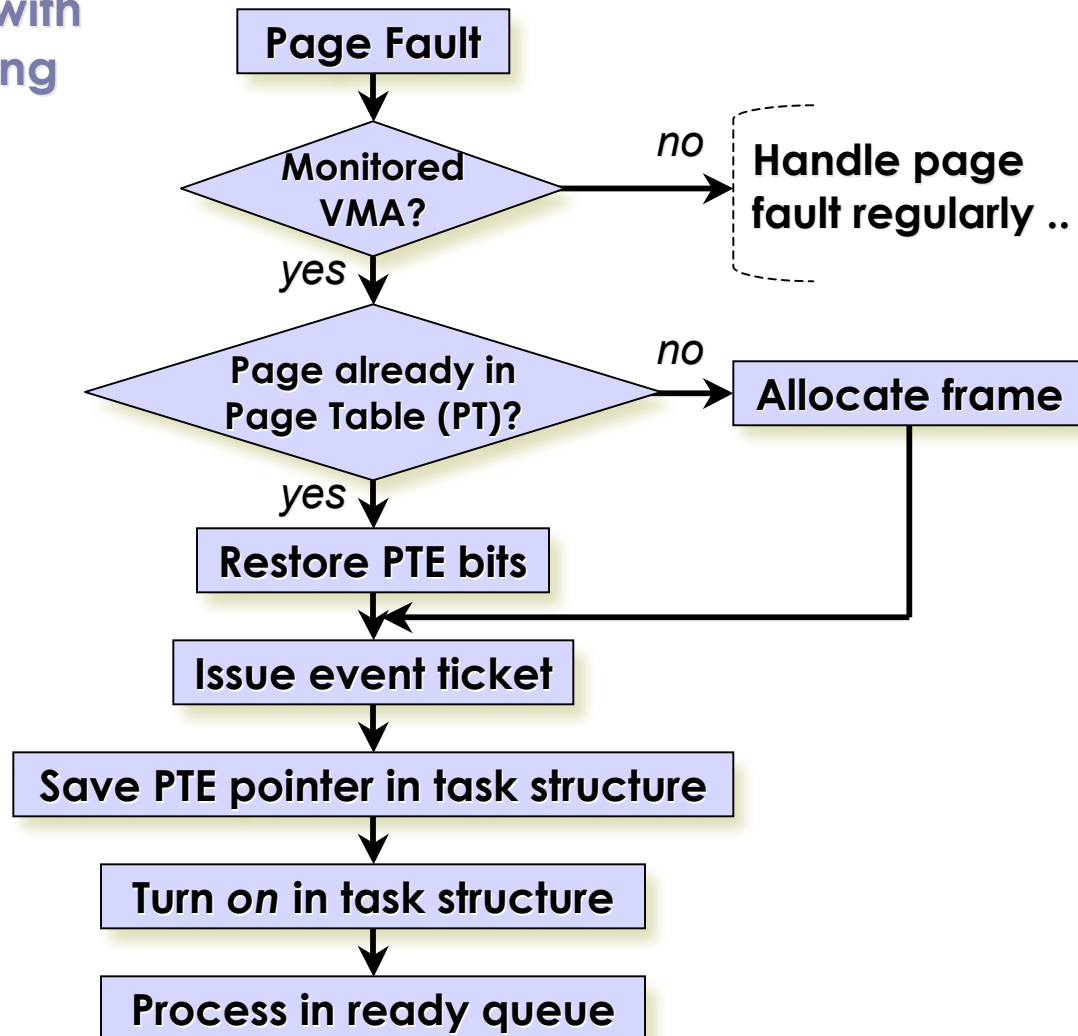 with
ng
Page Fault
Monitored
VMA?
no
Handle page
fault regularly ..
yes
Page already in
Page Table (PT)?
no
Allocate frame
yes
Restore PTE bits
Issue event ticket
Save PTE pointer in task structure
Turn on in task structure
Process in ready queue